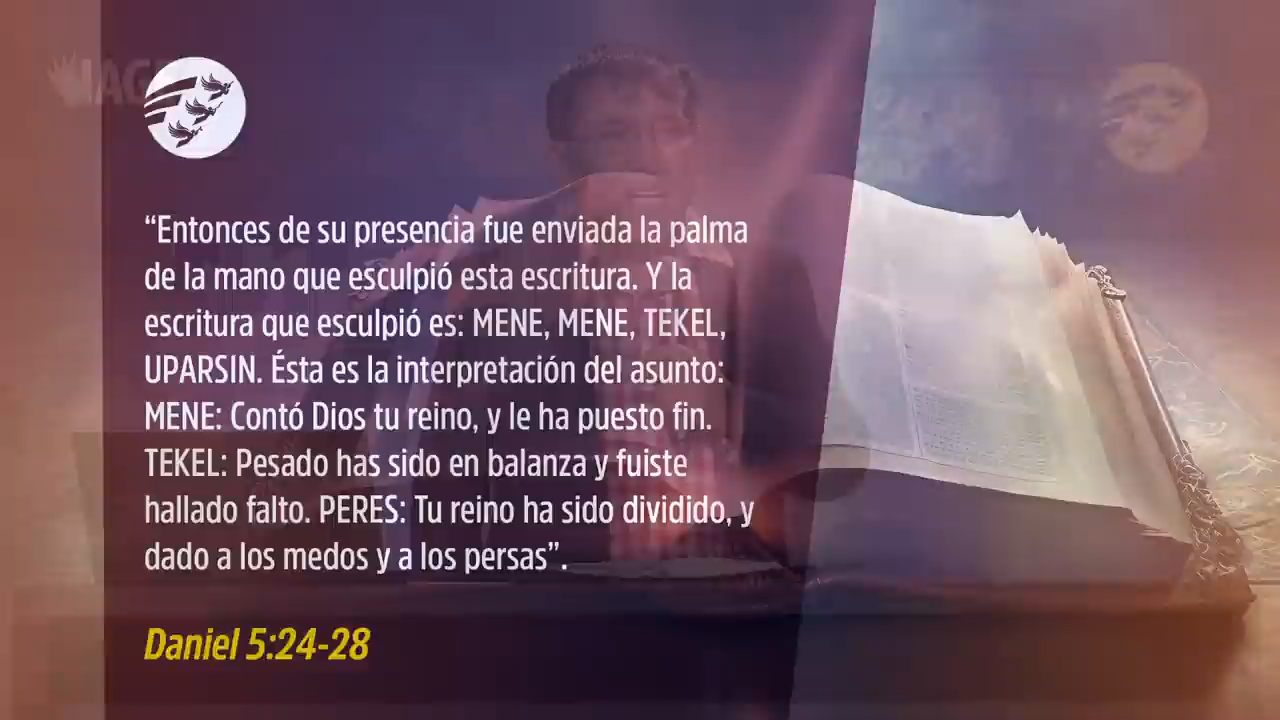 “Entonces de su presencia fue enviada la palma
de la mano que esculpió esta escritura. Y la
escritura que esculpió es: MENE, MENE, TEKEL,
UPARSIN. Ésta es la interpretación del asunto:
MENE: Contó Dios tu reino, y le ha puesto fin.
TEKEL: Pesado has sido en balanza y fuiste
hallado falto. PERES: Tu reino ha sido dividido, y
dado a los medos y a los persas”.
Daniel 5:24-28